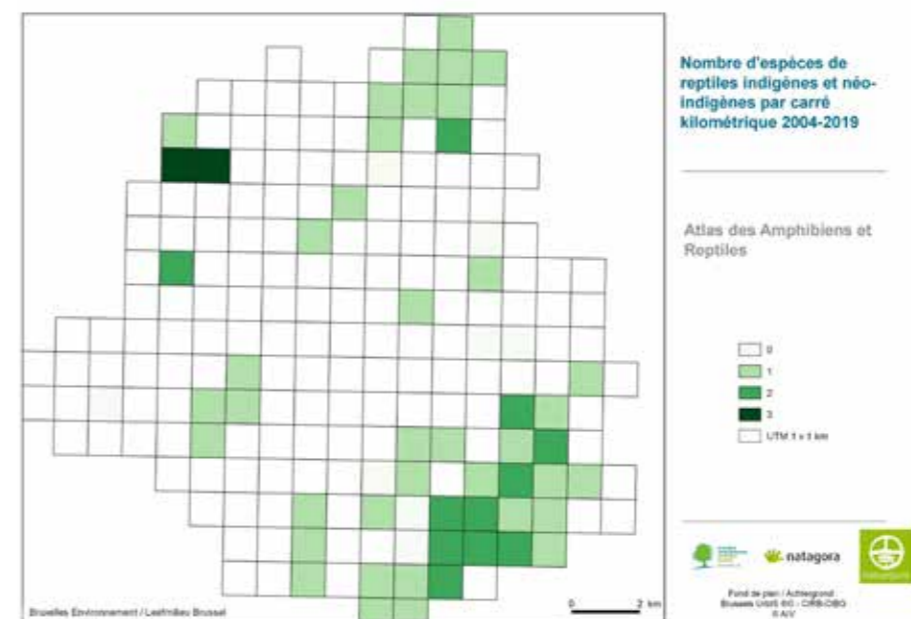 Nombre d'espèces de
reptiles indigènes et néo-
indigènes par carré
kilométrique 2004-2019
Atlas des Amphibiens et
Reptiles
0
1
2
3
UTM 1 x 1 km
natagora
Fond de plan / Achtergrond
Bruxelles Environnement / Leefmilieu Brussel
0 2 km